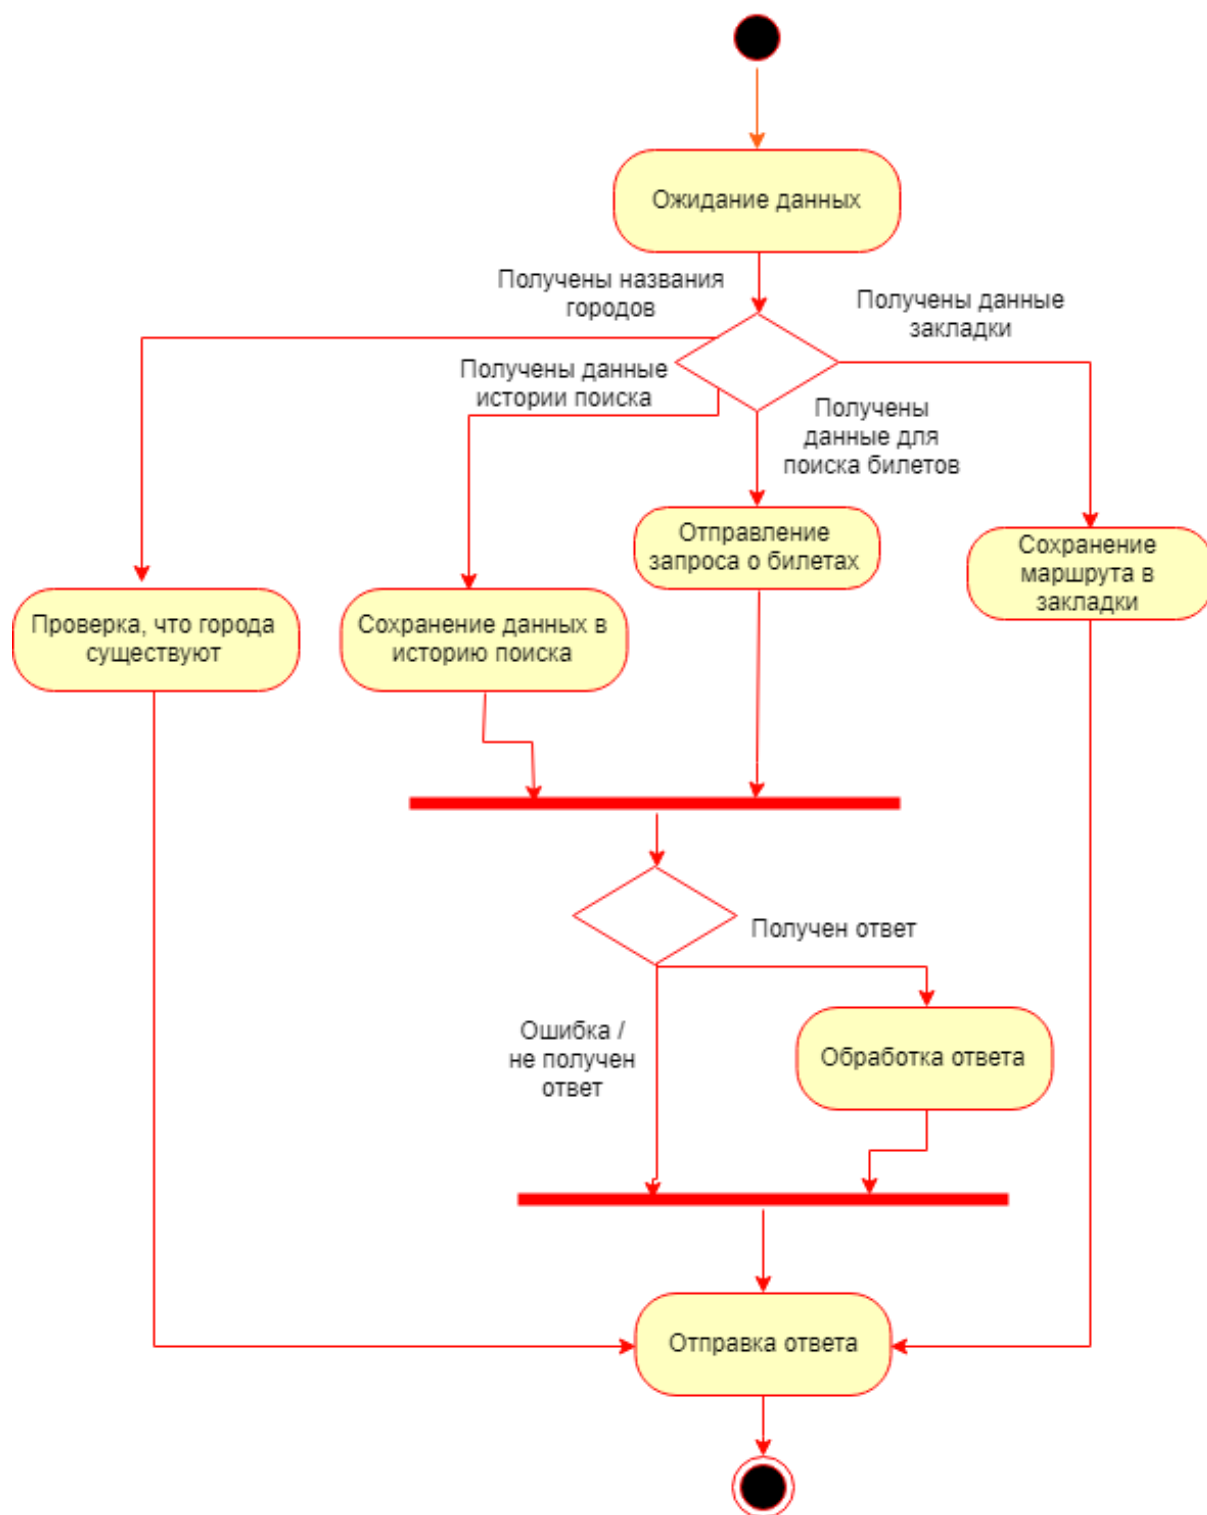 Ожидание данных
Получены названия
городов
Получены данные
закладки
Получены данные
истории поиска
Получены
данные для
поиска билетов
Отправление
запроса о билетах
Сохранение
маршрута в
закладки
Проверка, что города
существуют
Сохранение данных в
историю поиска
Получен ответ
Ошибка /
не получен
ответ
Обработка ответа
Отправка ответа